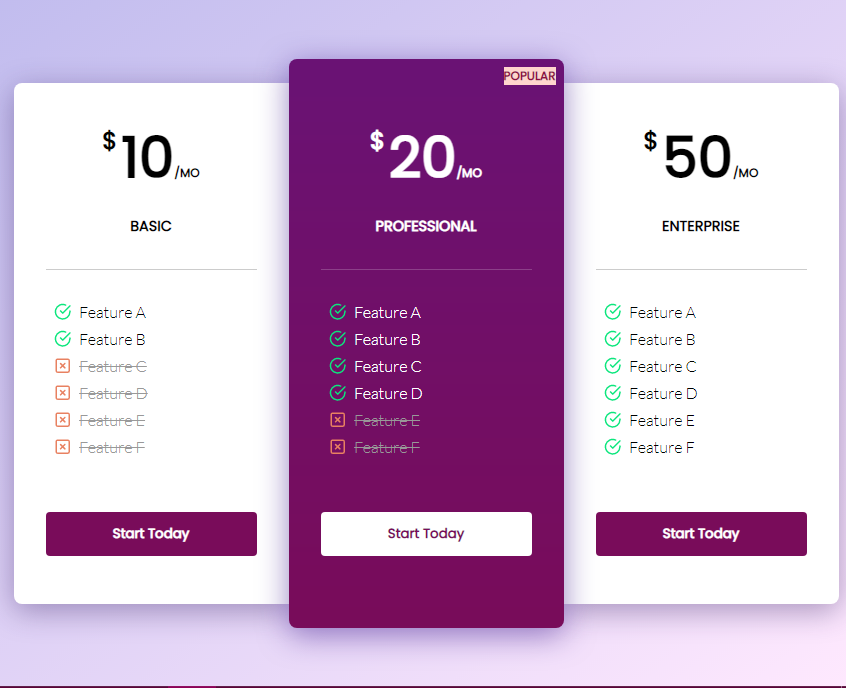 $10/MO
BASIC
Feature A
Feature B
Feature C
Feature D
Feature E
Feature F
Start Today
POPULAR
$20/MO
PROFESSIONAL
Feature A
Feature B
Feature C
Feature D
Feature E
Feature F
Start Today
$50/MO
ENTERPRISE
Feature A
Feature B
Feature C
Feature D
Feature E
Feature F
Start Today